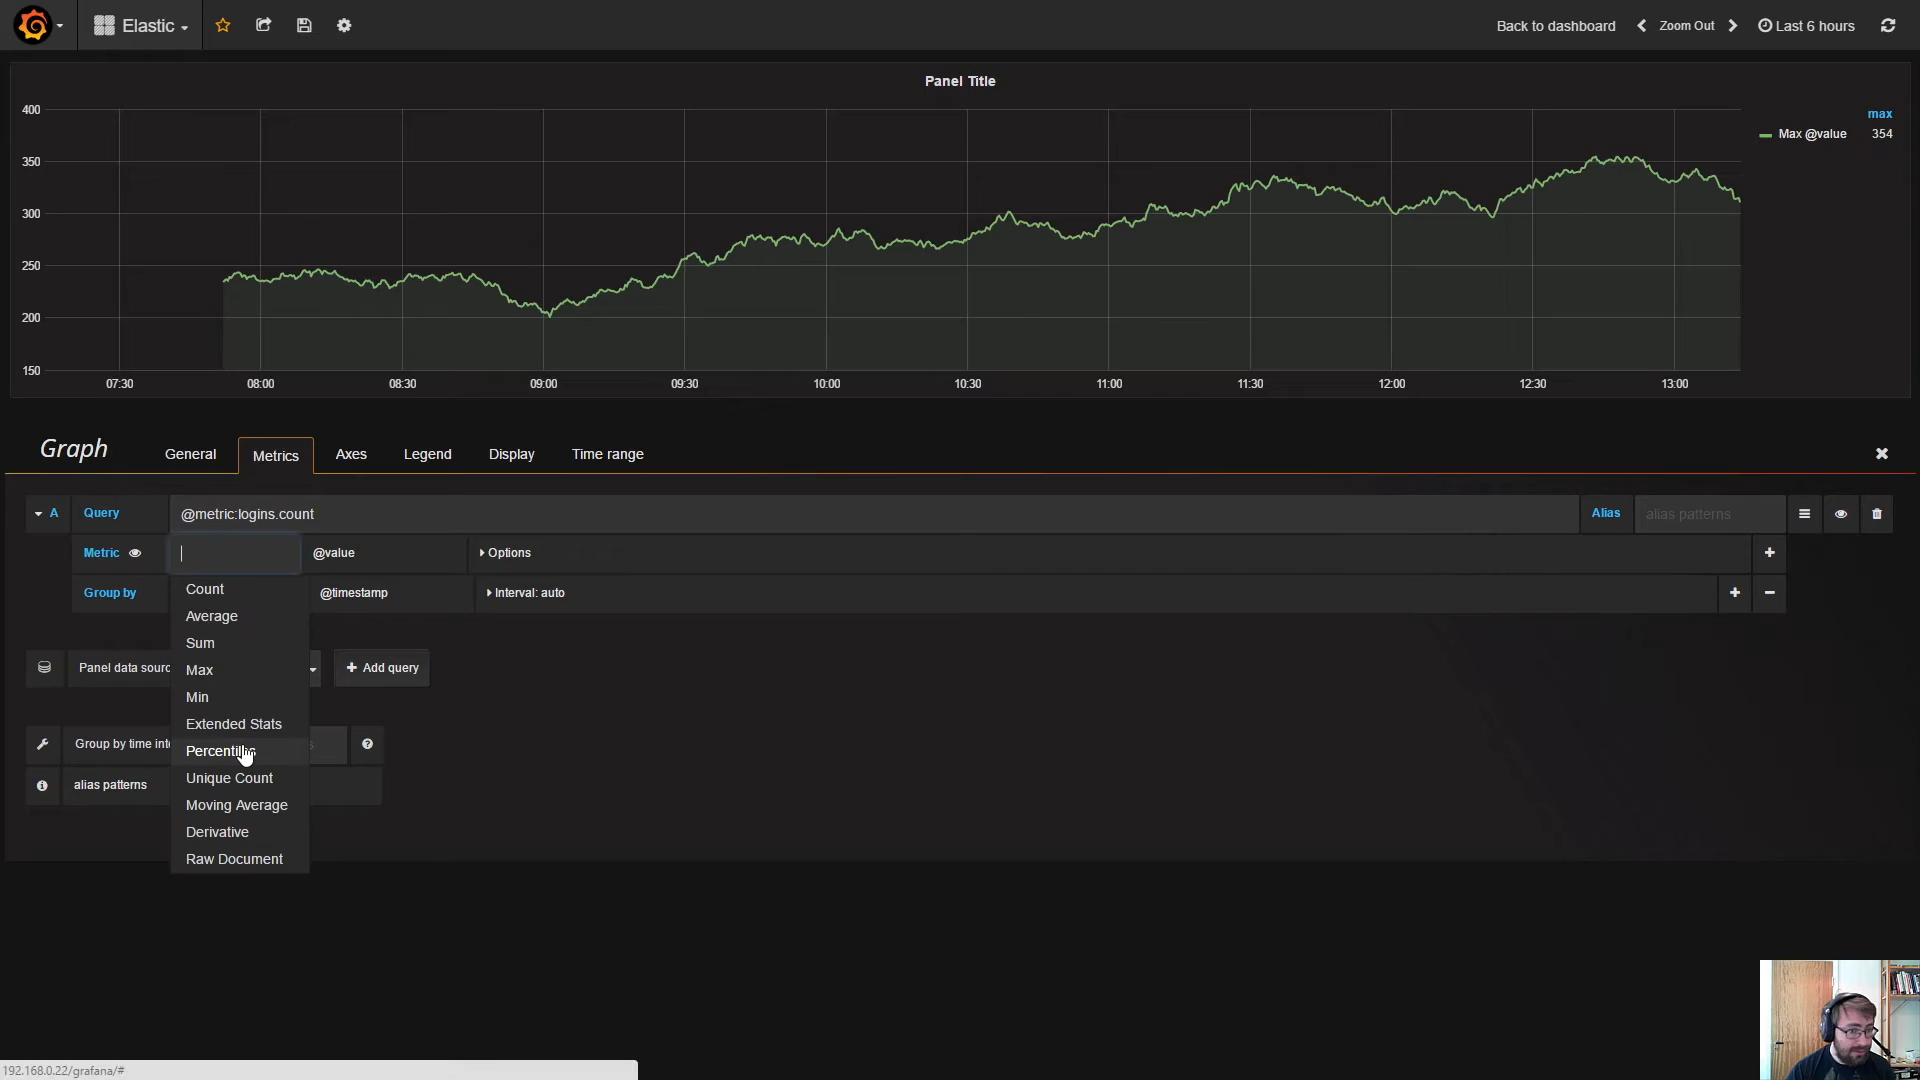 Elastic
Back to dashboard
Zoom Out
Last 6 hours
Panel Title
400
350
300
250
200
150
07:30
08:00
08:30
09:00
09:30
10:00
10:30
11:00
11:30
12:00
12:30
13:00
max
Max @value 354
Graph
General
Metrics
Axes
Legend
Display
Time range
A Query @metric:logins.count Alias alias patterns
Metric @value Options
Group by @timestamp Interval: auto
Count
Average
Sum
Max
Min
Extended Stats
Percentiles
Unique Count
Moving Average
Derivative
Raw Document
Panel data sourc
+ Add query
Group by time inte
alias patterns
192.168.0.22/grafana/#